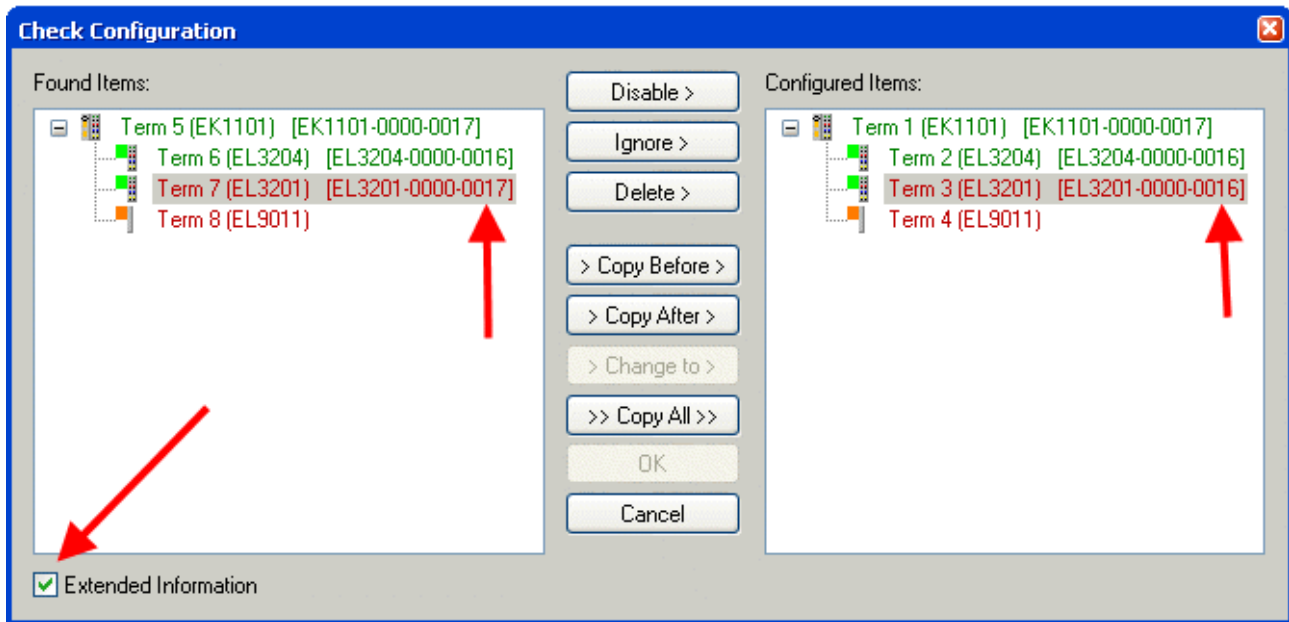 Check Configuration
Found Items:
Term 5 (EK1101) [EK1101-0000-0017]
Term 6 (EL3204) [EL3204-0000-0016]
Term 7 (EL3201) [EL3201-0000-0017]
Term 8 (EL9011)
Disable >
Ignore >
Delete >
> Copy Before >
> Copy After >
> Change to >
>> Copy All >>
OK
Cancel
Configured Items:
Term 1 (EK1101) [EK1101-0000-0017]
Term 2 (EL3204) [EL3204-0000-0016]
Term 3 (EL3201) [EL3201-0000-0016]
Term 4 (EL9011)
Extended Information